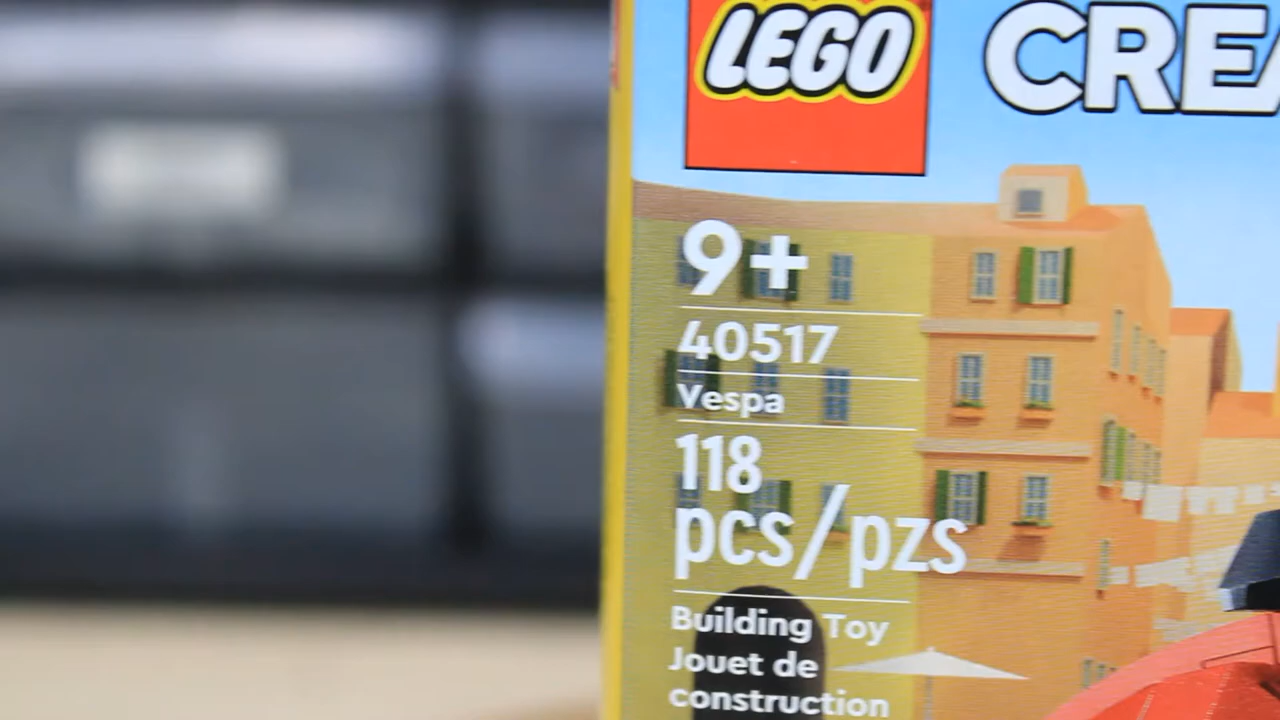 LEGO
CREA
9+
40517
Vespa
118
pcs/pzs
Building Toy
Jouet de
construction